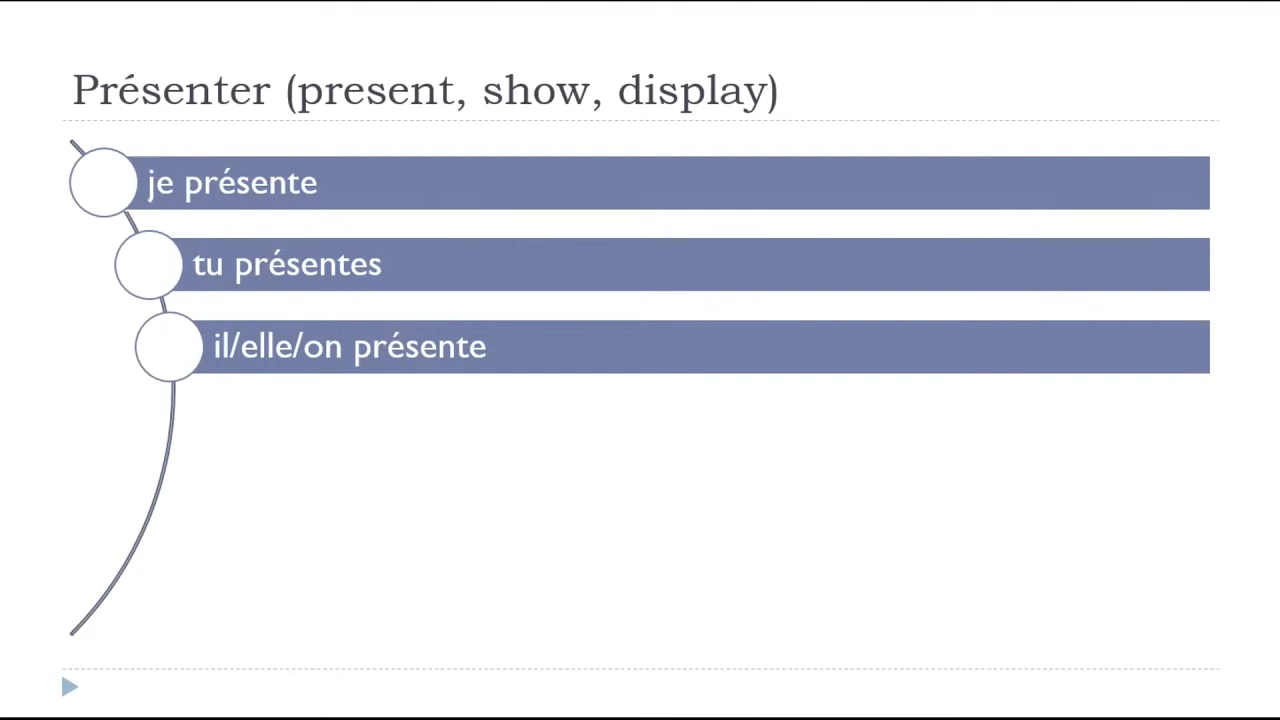 Présenter (present, show, display)
je présente
tu présentes
il/elle/on présente